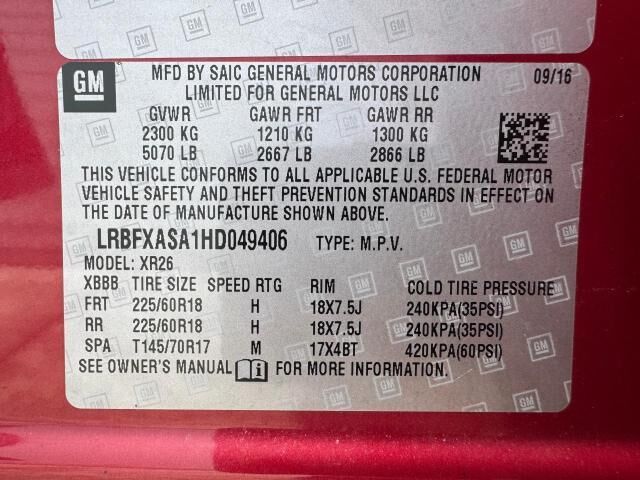 GM MFD BY SAIC GENERAL MOTORS CORPORATION 09/16
LIMITED FOR GENERAL MOTORS LLC
GVWR GAWR FRT GAWR RR
2300 KG 1210 KG 1300 KG
5070 LB 2667 LB 2866 LB
THIS VEHICLE CONFORMS TO ALL APPLICABLE U.S. FEDERAL MOTOR
VEHICLE SAFETY AND THEFT PREVENTION STANDARDS IN EFFECT ON
THE DATE OF MANUFACTURE SHOWN ABOVE.
LRBFXASA1HD049406 TYPE: M.P.V.
MODEL: XR26
XBBB TIRE SIZE SPEED RTG RIM COLD TIRE PRESSURE
FRT 225/60R18 H 18X7.5J 240KPA(35PSI)
RR 225/60R18 H 18X7.5J 240KPA(35PSI)
SPA T145/70R17 M 17X4BT 420KPA(60PSI)
SEE OWNER'S MANUAL FOR MORE INFORMATION.